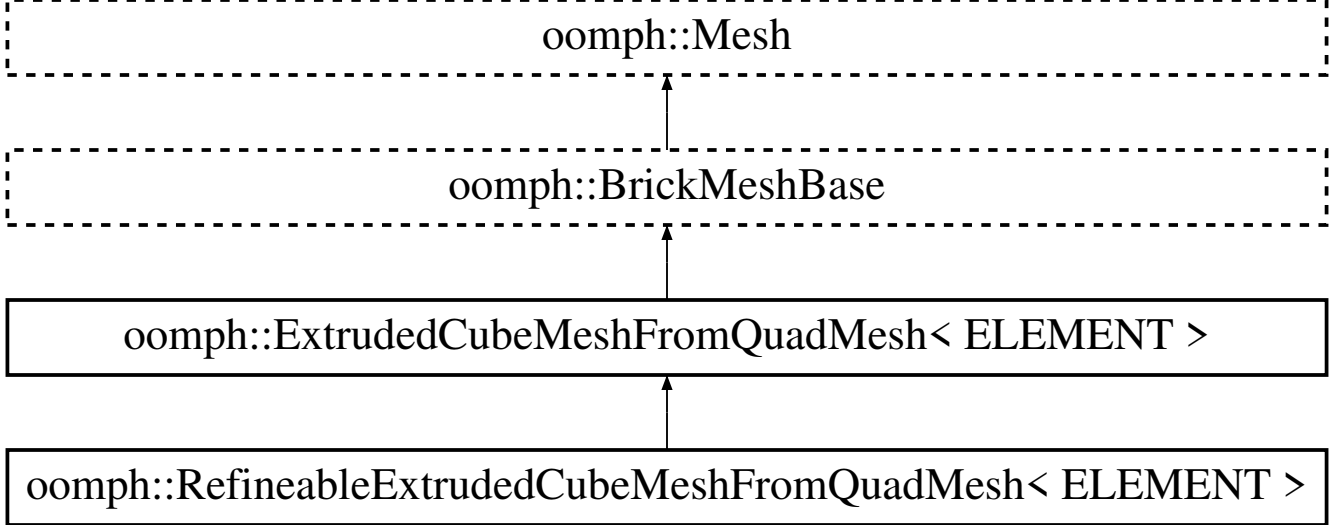 oomph::Mesh
oomph::BrickMeshBase
oomph::ExtrudedCubeMeshFromQuadMesh< ELEMENT >
oomph::RefineableExtrudedCubeMeshFromQuadMesh< ELEMENT >